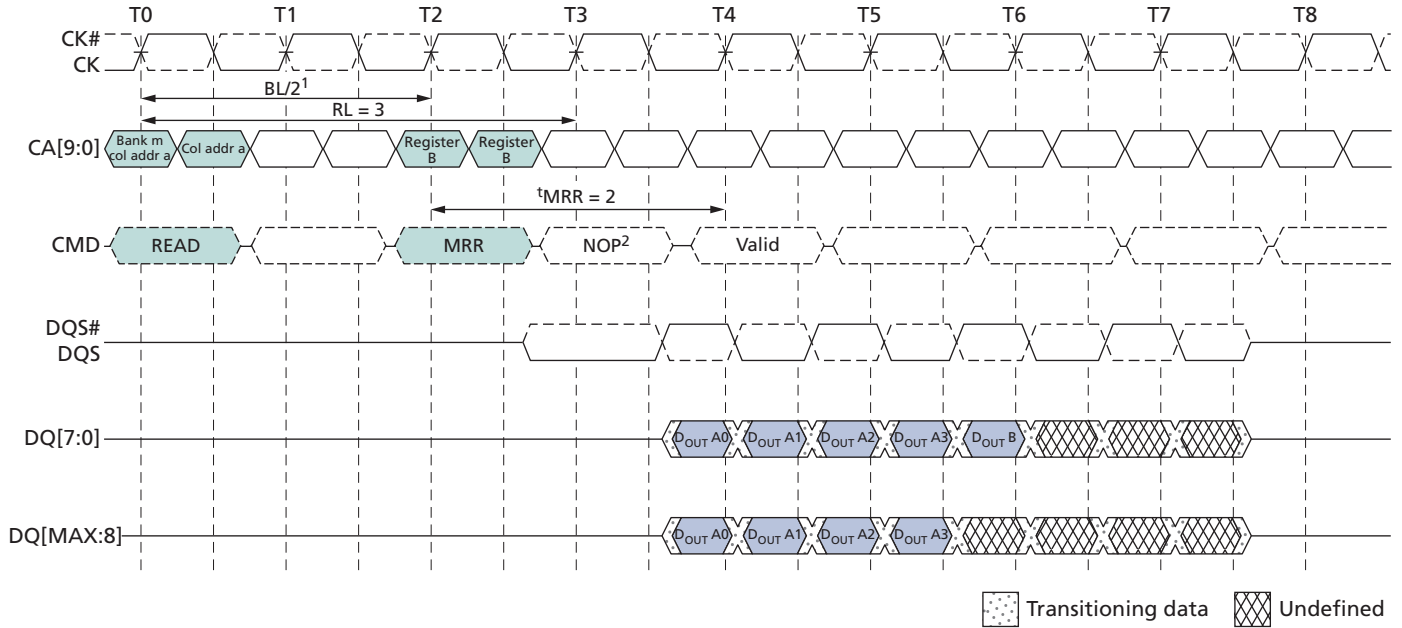 T0 T1 T2 T3 T4 T5 T6 T7 T8
CK#
CK
BL/2¹
RL = 3
CA[9:0] Bank m col addr a Col addr a Register B Register B
ᵗMRR = 2
CMD READ MRR NOP² Valid
DQS#
DQS
DQ[7:0] DOUT A0 DOUT A1 DOUT A2 DOUT A3 DOUT B
DQ[MAX:8] DOUT A0 DOUT A1 DOUT A2 DOUT A3
Transitioning data Undefined